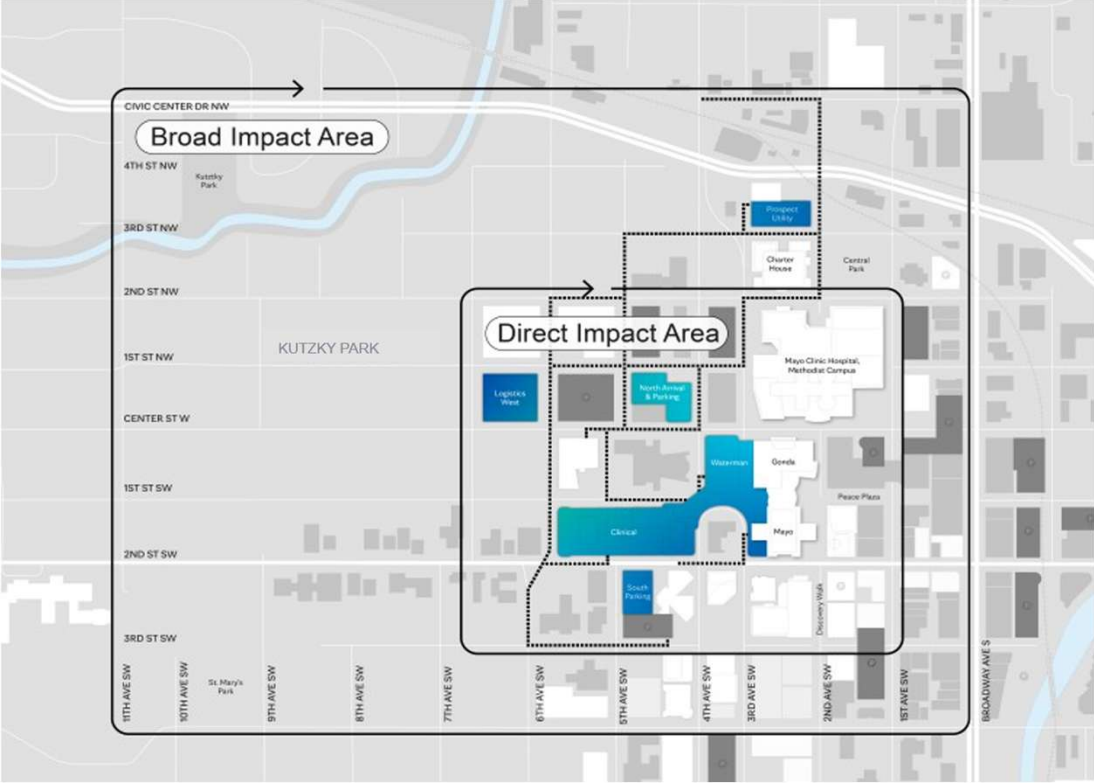 CIVIC CENTER DR NW
Broad Impact Area
4TH ST NW
Kutzky
Park
Prospect
Utility
3RD ST NW
Charter
House
Central
Park
2ND ST NW
Direct Impact Area
KUTZKY PARK
1ST ST NW
Mayo Clinic Hospital,
Methodist Campus
Logistics
West
North Arrival
& Parking
CENTER ST W
Waterman
Gonda
1ST ST SW
Peace Plaza
Clinical
Mayo
2ND ST SW
South
Parking
Discovery Walk
3RD ST SW
St. Mary's
Park
11TH AVE SW
10TH AVE SW
9TH AVE SW
8TH AVE SW
7TH AVE SW
6TH AVE SW
5TH AVE SW
4TH AVE SW
3RD AVE SW
2ND AVE SW
1ST AVE SW
BROADWAY AVE S